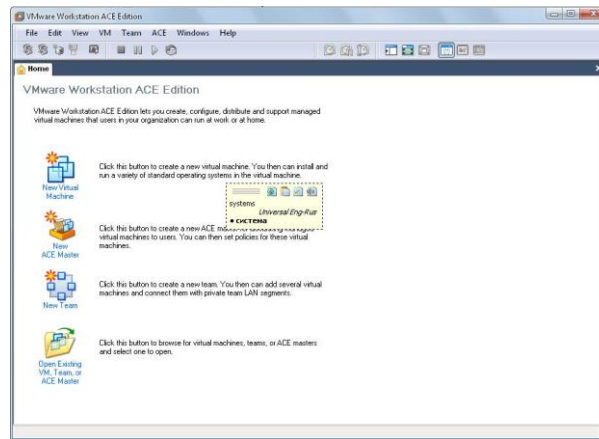 VMware Workstation ACE Edition
File Edit View VM Team ACE Windows Help
Home
VMware Workstation ACE Edition
VMware Workstation ACE Edition lets you create, configure, distribute and support managed
virtual machines that users in your organization can run at work or at home.
New Virtual
Machine
Click this button to create a new virtual machine. You then can install and
run a variety of standard operating systems in the virtual machine.
systems
Universal Eng-Rus
• система
New
ACE Master
Click this button to create a new ACE
virtual machines to users. You can then set policies for these virtual
machines.
New Team
Click this button to create a new team. You then can add several virtual
machines and connect them with private team LAN segments.
Open Existing
VM, Team, or
ACE Master
Click this button to browse for virtual machines, teams, or ACE masters
and select one to open.